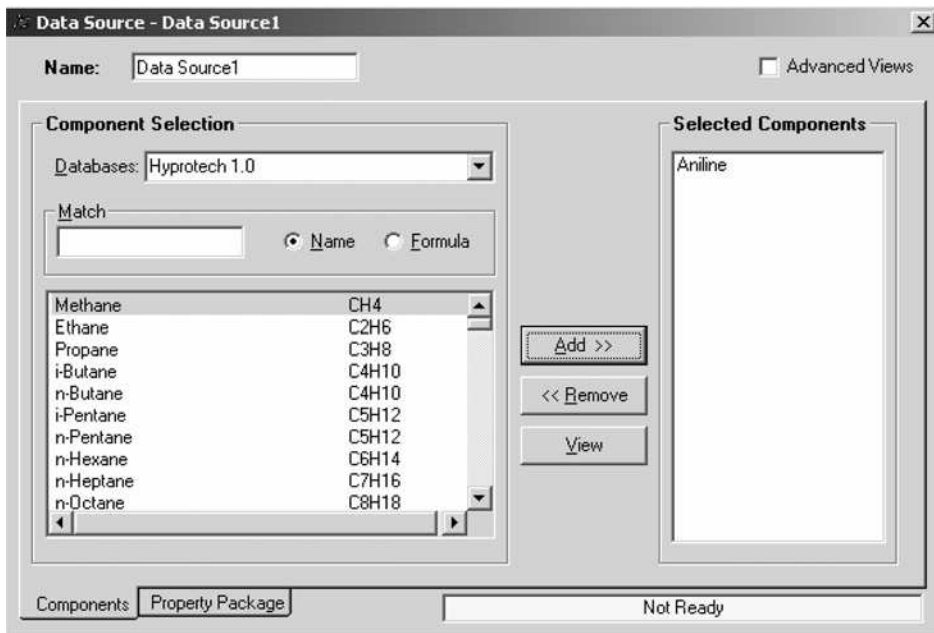 Data Source - Data Source1
Name: Data Source1
Advanced Views
Component Selection
Databases: Hyprotech 1.0
Match
Name Formula
Methane CH4
Ethane C2H6
Propane C3H8
i-Butane C4H10
n-Butane C4H10
i-Pentane C5H12
n-Pentane C5H12
n-Hexane C6H14
n-Heptane C7H16
n-Octane C8H18
Add >>
<< Remove
View
Selected Components
Aniline
Components Property Package
Not Ready